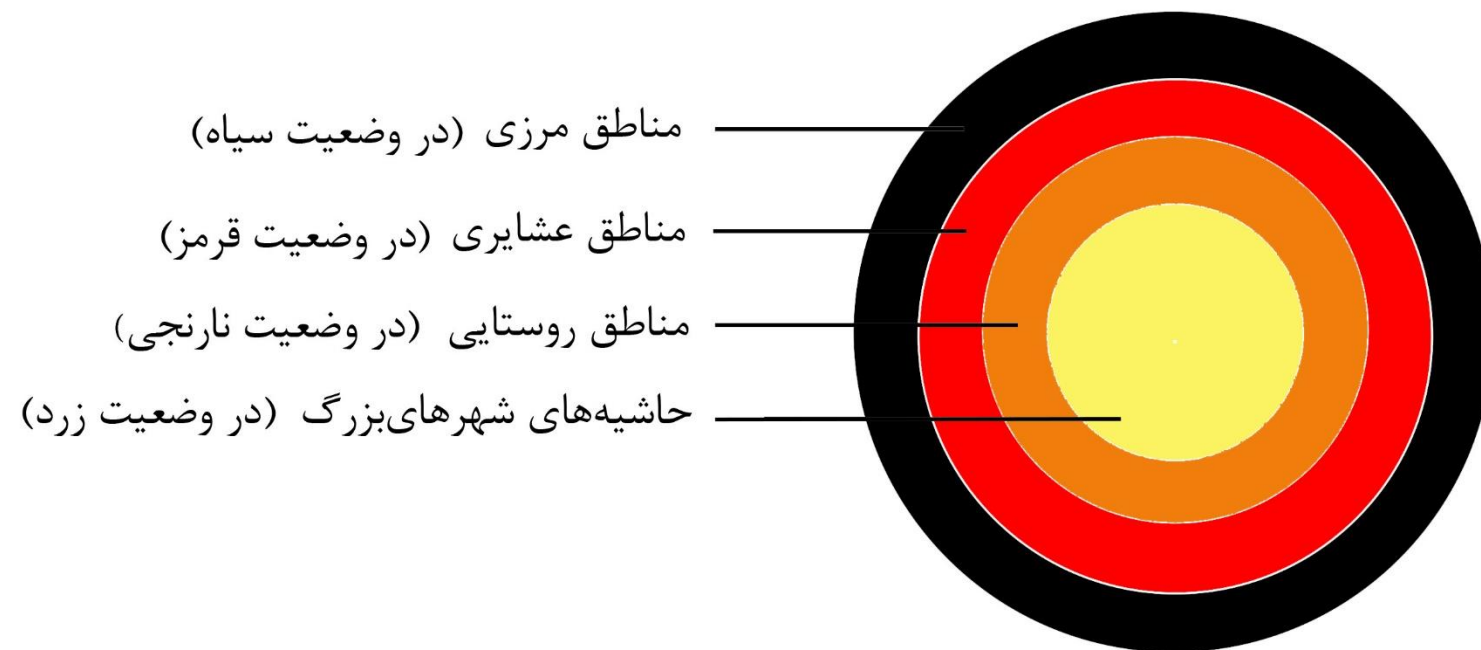 مناطق مرزی (در وضعیت سیاه)
مناطق عشایری (در وضعیت قرمز)
مناطق روستایی (در وضعیت نارنجی)
حاشیه‌های شهرهای‌بزرگ (در وضعیت زرد)